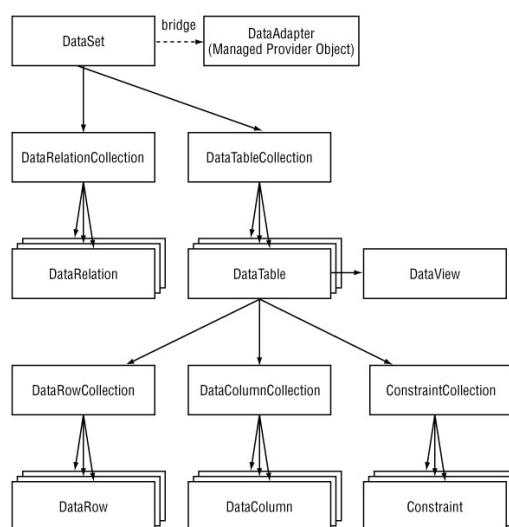 bridge
DataSet
DataAdapter
(Managed Provider Object)
DataRelationCollection
DataTableCollection
DataRelation
DataTable
DataView
DataRowCollection
DataColumnCollection
ConstraintCollection
DataRow
DataColumn
Constraint